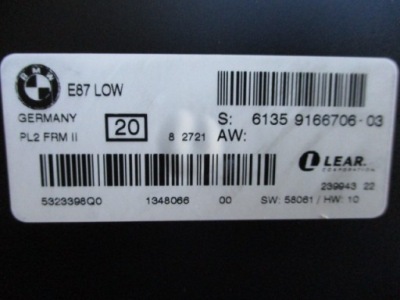 BMW
E87 LOW
GERMANY
20
S: 6135 9166706-03
PL2 FRM II
8 2721
AW:
LEAR.
CORPORATION
239943 22
5323398Q0 1348066 00 SW: 58061 / HW: 10